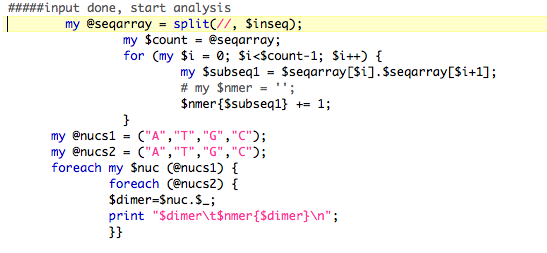 #####input done, start analysis
my @seqarray = split(//, $inseq);
my $count = @seqarray;
for (my $i = 0; $i<$count-1; $i++) {
my $subseq1 = $seqarray[$i].$seqarray[$i+1];
# my $nmer = '';
$nmer{$subseq1} += 1;
}
my @nucs1 = ("A","T","G","C");
my @nucs2 = ("A","T","G","C");
foreach my $nuc (@nucs1) {
foreach (@nucs2) {
$dimer=$nuc.$_;
print "$dimer\t$nmer{$dimer}\n";
}}